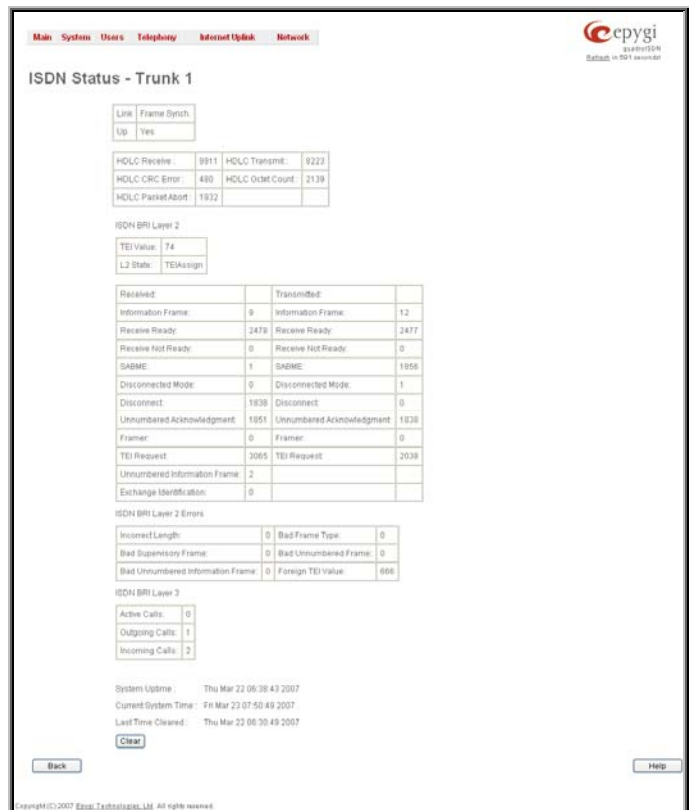 Main System Users Telephony Internet Uplink Network
epygi
quadroISDN
Refresh in 591 seconds!
ISDN Status - Trunk 1
Link Frame Synch.
Up Yes
HDLC Receive : 9911 HDLC Transmit : 9223
HDLC CRC Error : 480 HDLC Octet Count : 2139
HDLC Packet Abort : 1932
ISDN BRI Layer 2
TEI Value: 74
L2 State: TEIAssign
Received: Transmitted:
Information Frame: 9 Information Frame: 12
Receive Ready: 2478 Receive Ready: 2477
Receive Not Ready: 0 Receive Not Ready: 0
SABME: 1 SABME: 1856
Disconnected Mode: 0 Disconnected Mode: 1
Disconnect: 1838 Disconnect: 0
Unnumbered Acknowledgment: 1851 Unnumbered Acknowledgment: 1838
Framer: 0 Framer: 0
TEI Request: 3065 TEI Request: 2038
Unnumbered Information Frame: 2
Exchange Identification: 0
ISDN BRI Layer 2 Errors
Incorrect Length: 0 Bad Frame Type: 0
Bad Supervisory Frame: 0 Bad Unnumbered Frame: 0
Bad Unnumbered Information Frame: 0 Foreign TEI Value: 666
ISDN BRI Layer 3
Active Calls: 0
Outgoing Calls: 1
Incoming Calls: 2
System Uptime : Thu Mar 22 06:38:43 2007
Current System Time : Fri Mar 23 07:50:49 2007
Last Time Cleared : Thu Mar 22 06:30:49 2007
Clear
Back Help
Copyright (C) 2007 Epygi Technologies, Ltd. All rights reserved.